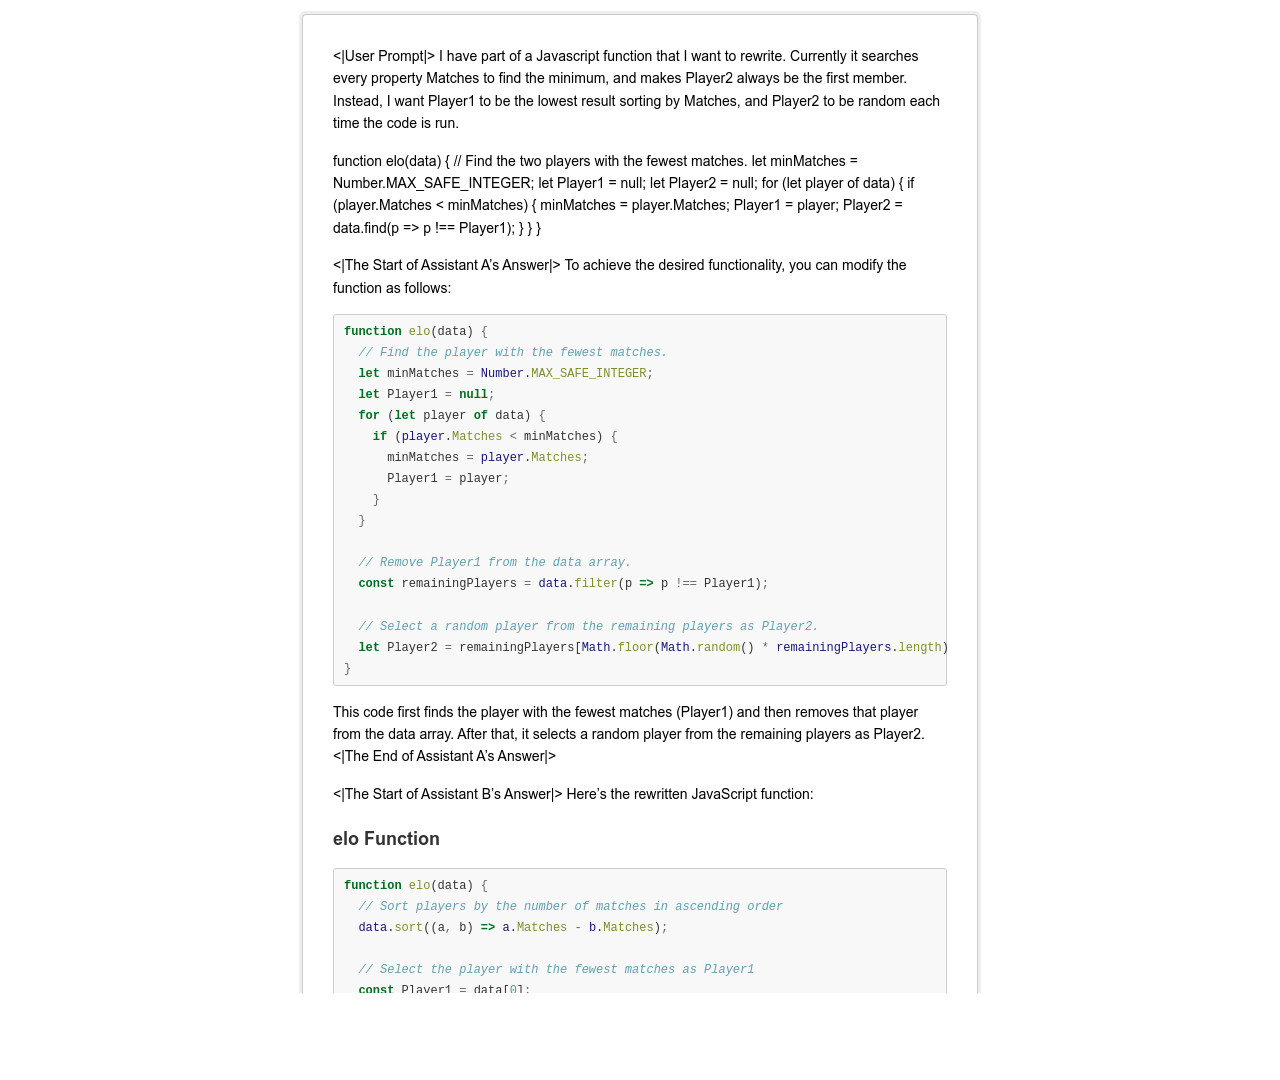 <|User Prompt|> I have part of a Javascript function that I want to rewrite. Currently it searches
every property Matches to find the minimum, and makes Player2 always be the first member.
Instead, I want Player1 to be the lowest result sorting by Matches, and Player2 to be random each
time the code is run.
function elo(data) { // Find the two players with the fewest matches. let minMatches =
Number.MAX_SAFE_INTEGER; let Player1 = null; let Player2 = null; for (let player of data) { if
(player.Matches < minMatches) { minMatches = player.Matches; Player1 = player; Player2 =
data.find(p => p !== Player1); } } }
<|The Start of Assistant A’s Answer|> To achieve the desired functionality, you can modify the
function as follows:
function elo(data) {
  // Find the player with the fewest matches.
  let minMatches = Number.MAX_SAFE_INTEGER;
  let Player1 = null;
  for (let player of data) {
    if (player.Matches < minMatches) {
      minMatches = player.Matches;
      Player1 = player;
    }
  }
  // Remove Player1 from the data array.
  const remainingPlayers = data.filter(p => p !== Player1);
  // Select a random player from the remaining players as Player2.
  let Player2 = remainingPlayers[Math.floor(Math.random() * remainingPlayers.length)
}
This code first finds the player with the fewest matches (Player1) and then removes that player
from the data array. After that, it selects a random player from the remaining players as Player2.
<|The End of Assistant A’s Answer|>
<|The Start of Assistant B’s Answer|> Here’s the rewritten JavaScript function:
elo Function
function elo(data) {
  // Sort players by the number of matches in ascending order
  data.sort((a, b) => a.Matches - b.Matches);
  // Select the player with the fewest matches as Player1
  const Player1 = data[0];